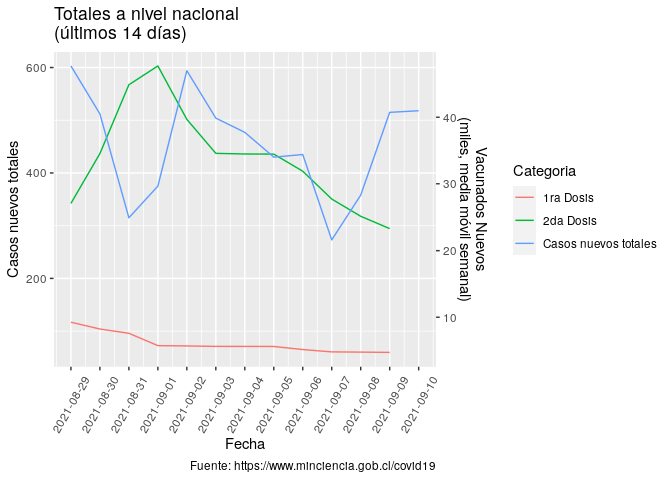 Totales a nivel nacional
(últimos 14 días)
600
400
200
Casos nuevos totales
40
30
20
10
Vacunados Nuevos
(miles, media móvil semanal)
2021-08-29
2021-08-30
2021-08-31
2021-09-01
2021-09-02
2021-09-03
2021-09-04
2021-09-05
2021-09-06
2021-09-07
2021-09-08
2021-09-09
2021-09-10
Fecha
Categoria
1ra Dosis
2da Dosis
Casos nuevos totales
Fuente: https://www.minciencia.gob.cl/covid19